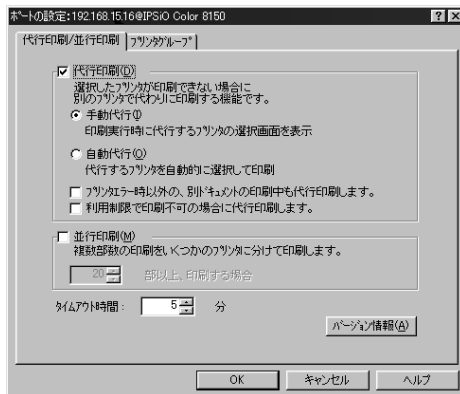 ポートの設定:192.168.15.16@IPSiO Color 8150
代行印刷/並行印刷
プリンタグループ
代行印刷(D)
選択したプリンタが印刷できない場合に
別のプリンタで代わりに印刷する機能です。
手動代行(I)
印刷実行時に代行するプリンタの選択画面を表示
自動代行(O)
代行するプリンタを自動的に選択して印刷
プリンタエラー時以外の、別ドキュメントの印刷中も代行印刷します。
利用制限で印刷不可の場合に代行印刷します。
並行印刷(M)
複数部数の印刷をいくつかのプリンタに分けて印刷します。
20 部以上、印刷する場合
タイムアウト時間: 5 分
バージョン情報(A)
OK キャンセル ヘルプ